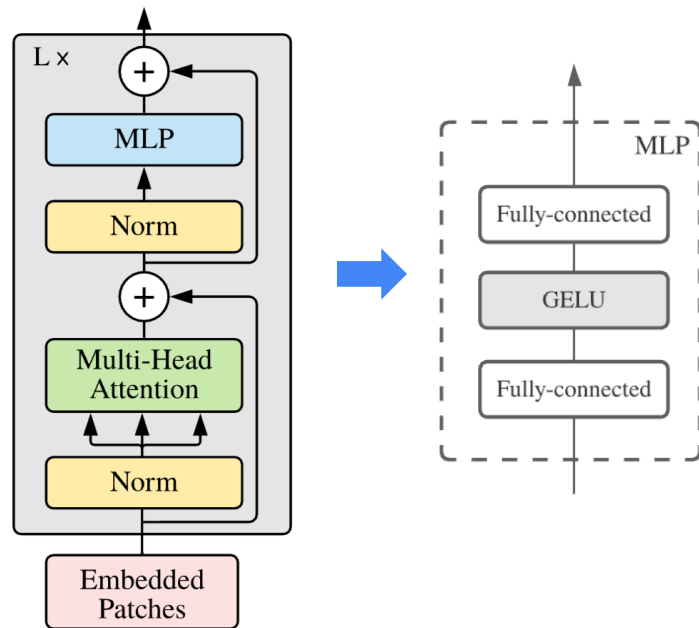 L ×
+
MLP
Norm
+
Multi-Head
Attention
Norm
Embedded
Patches
MLP
Fully-connected
GELU
Fully-connected